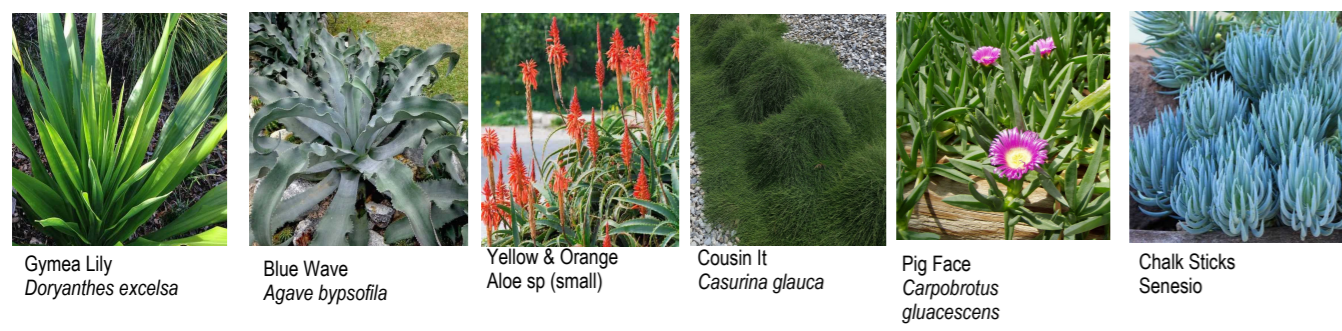 Gymea Lily
Doryanthes excelsa
Blue Wave
Agave bypsofila
Yellow & Orange
Aloe sp (small)
Cousin It
Casurina glauca
Pig Face
Carpobrotus
gluacescens
Chalk Sticks
Senesio